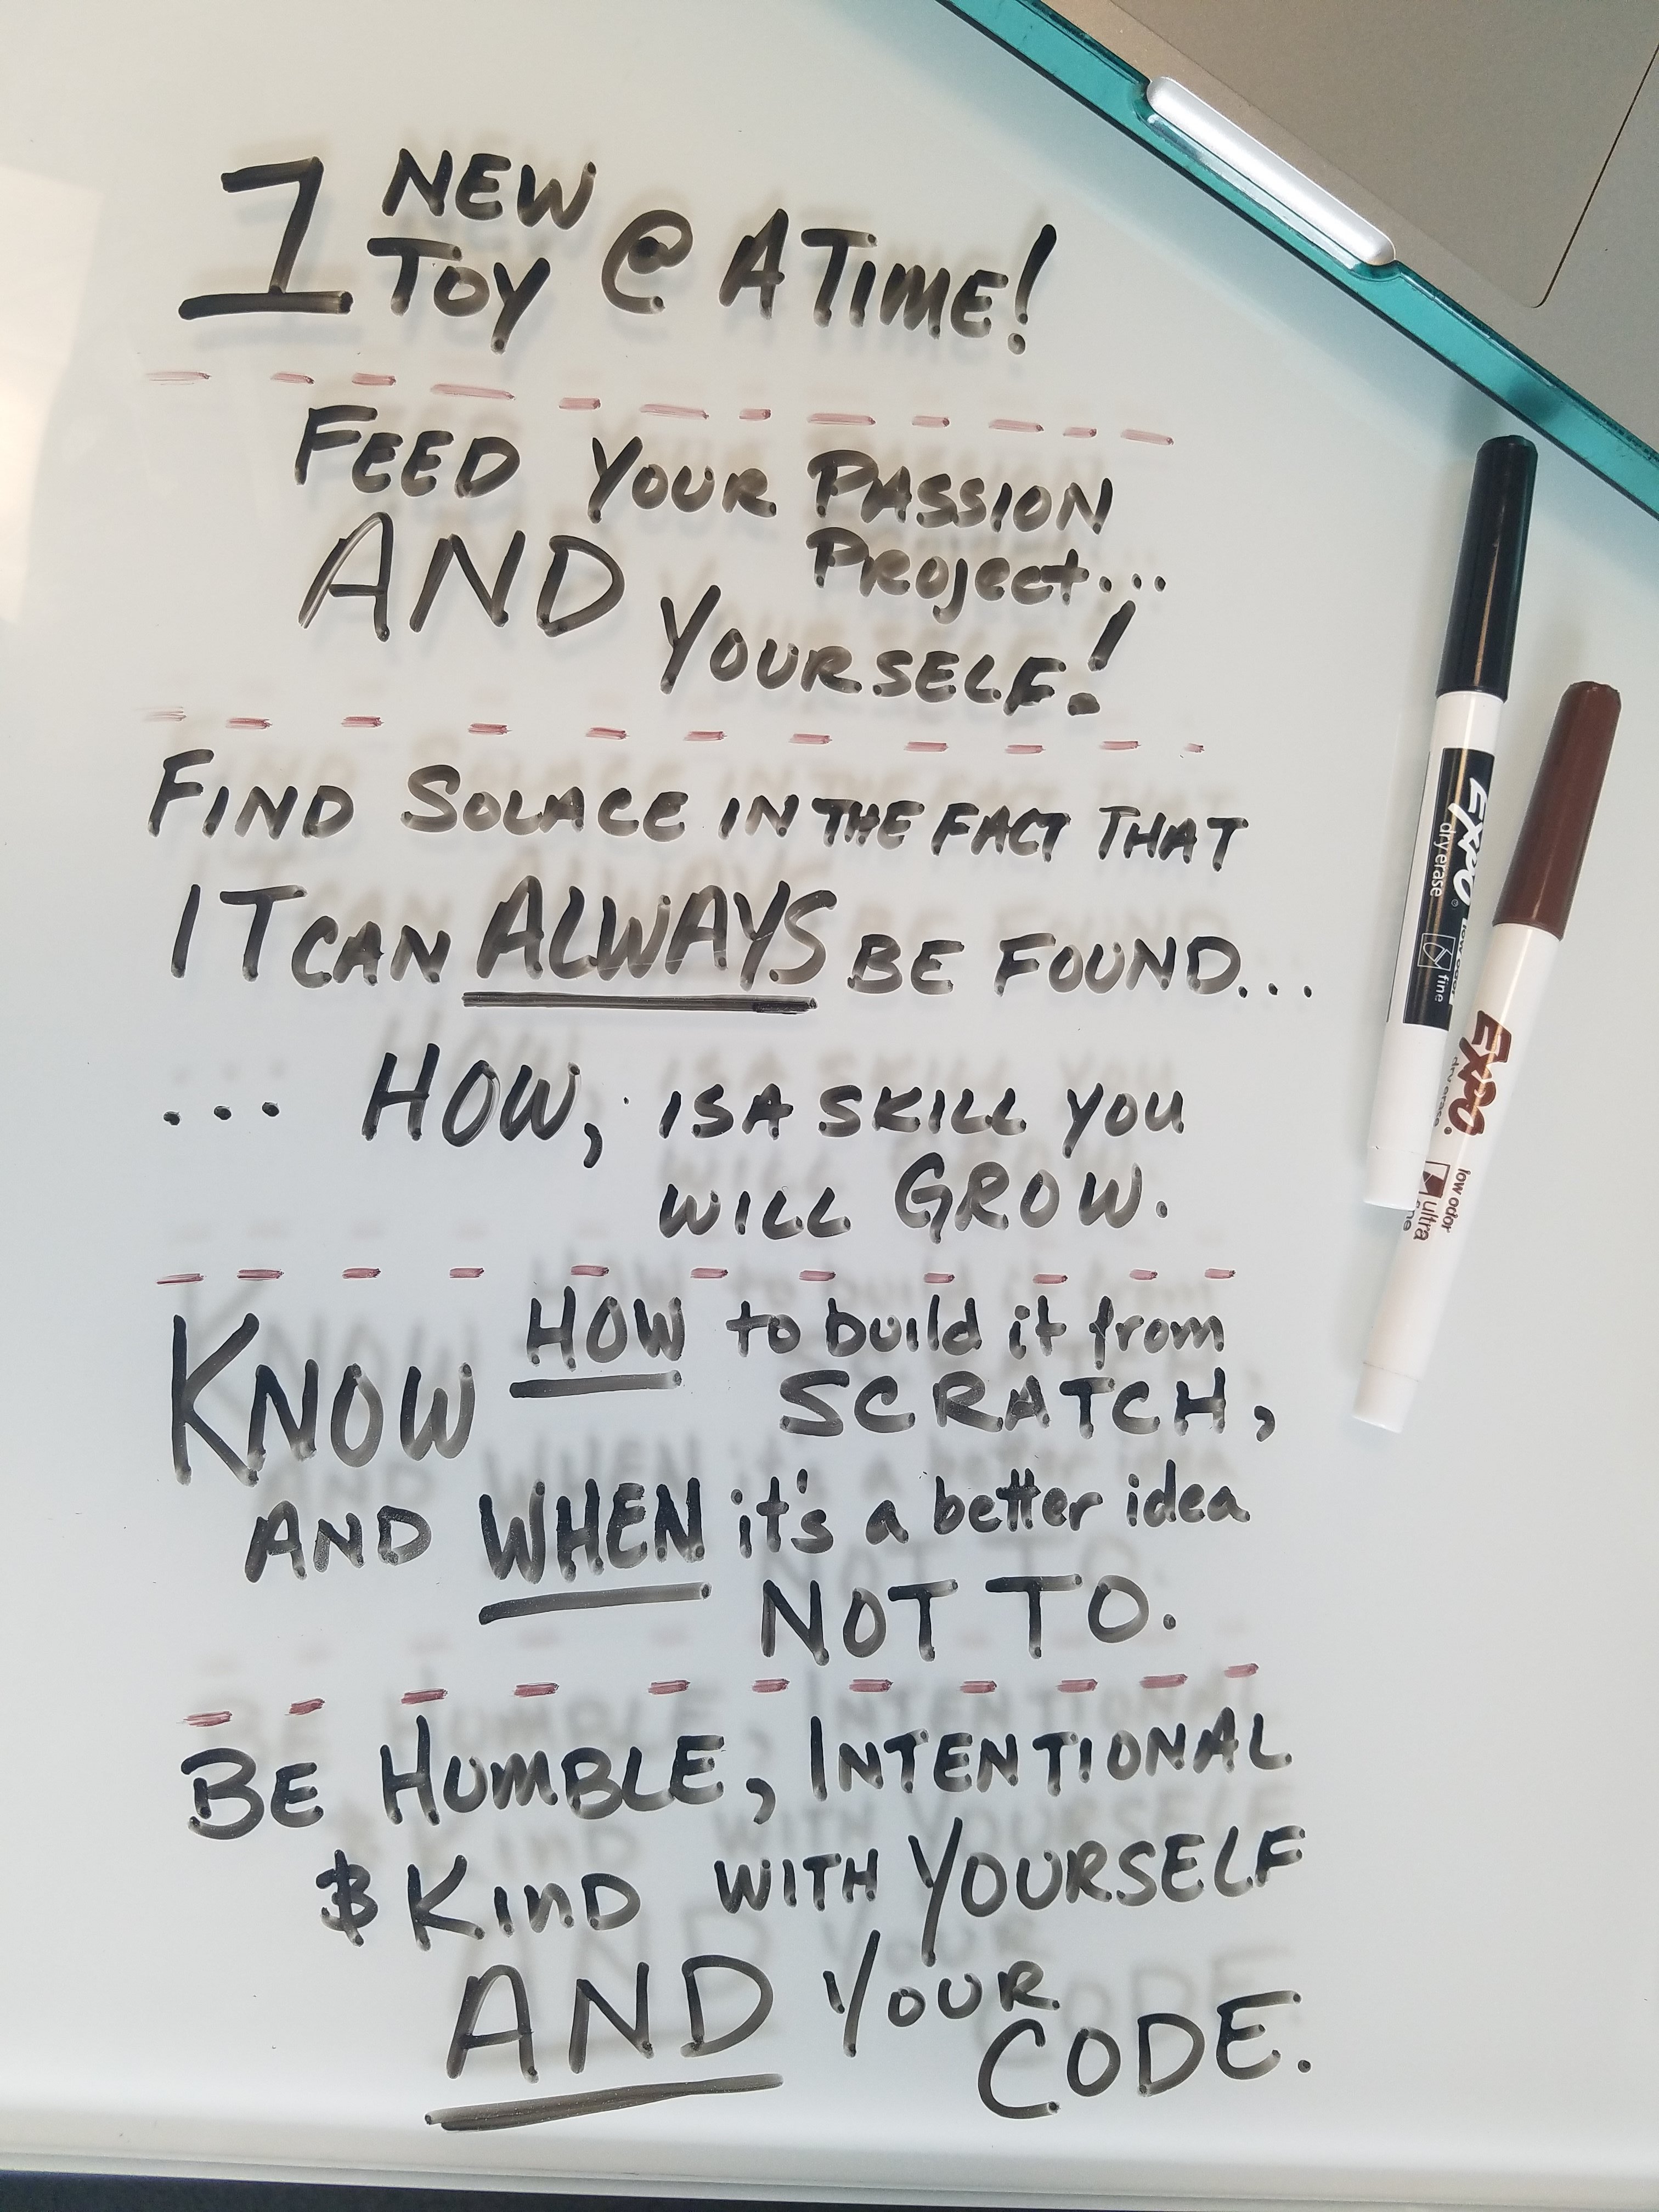 1 NEW TOY @ A TIME!
FEED YOUR PASSION
PROJECT...
AND YOURSELF!
FIND SOLACE IN THE FACT THAT
IT CAN ALWAYS BE FOUND...
... HOW, IS A SKILL YOU
WILL GROW.
KNOW HOW to build it from
SCRATCH,
AND WHEN it's a better idea
NOT TO.
BE HUMBLE, INTENTIONAL
& KIND WITH YOURSELF
AND YOUR
CODE.
EXPO
dry erase
fine
EXPO
dry erase
low odor
ultra